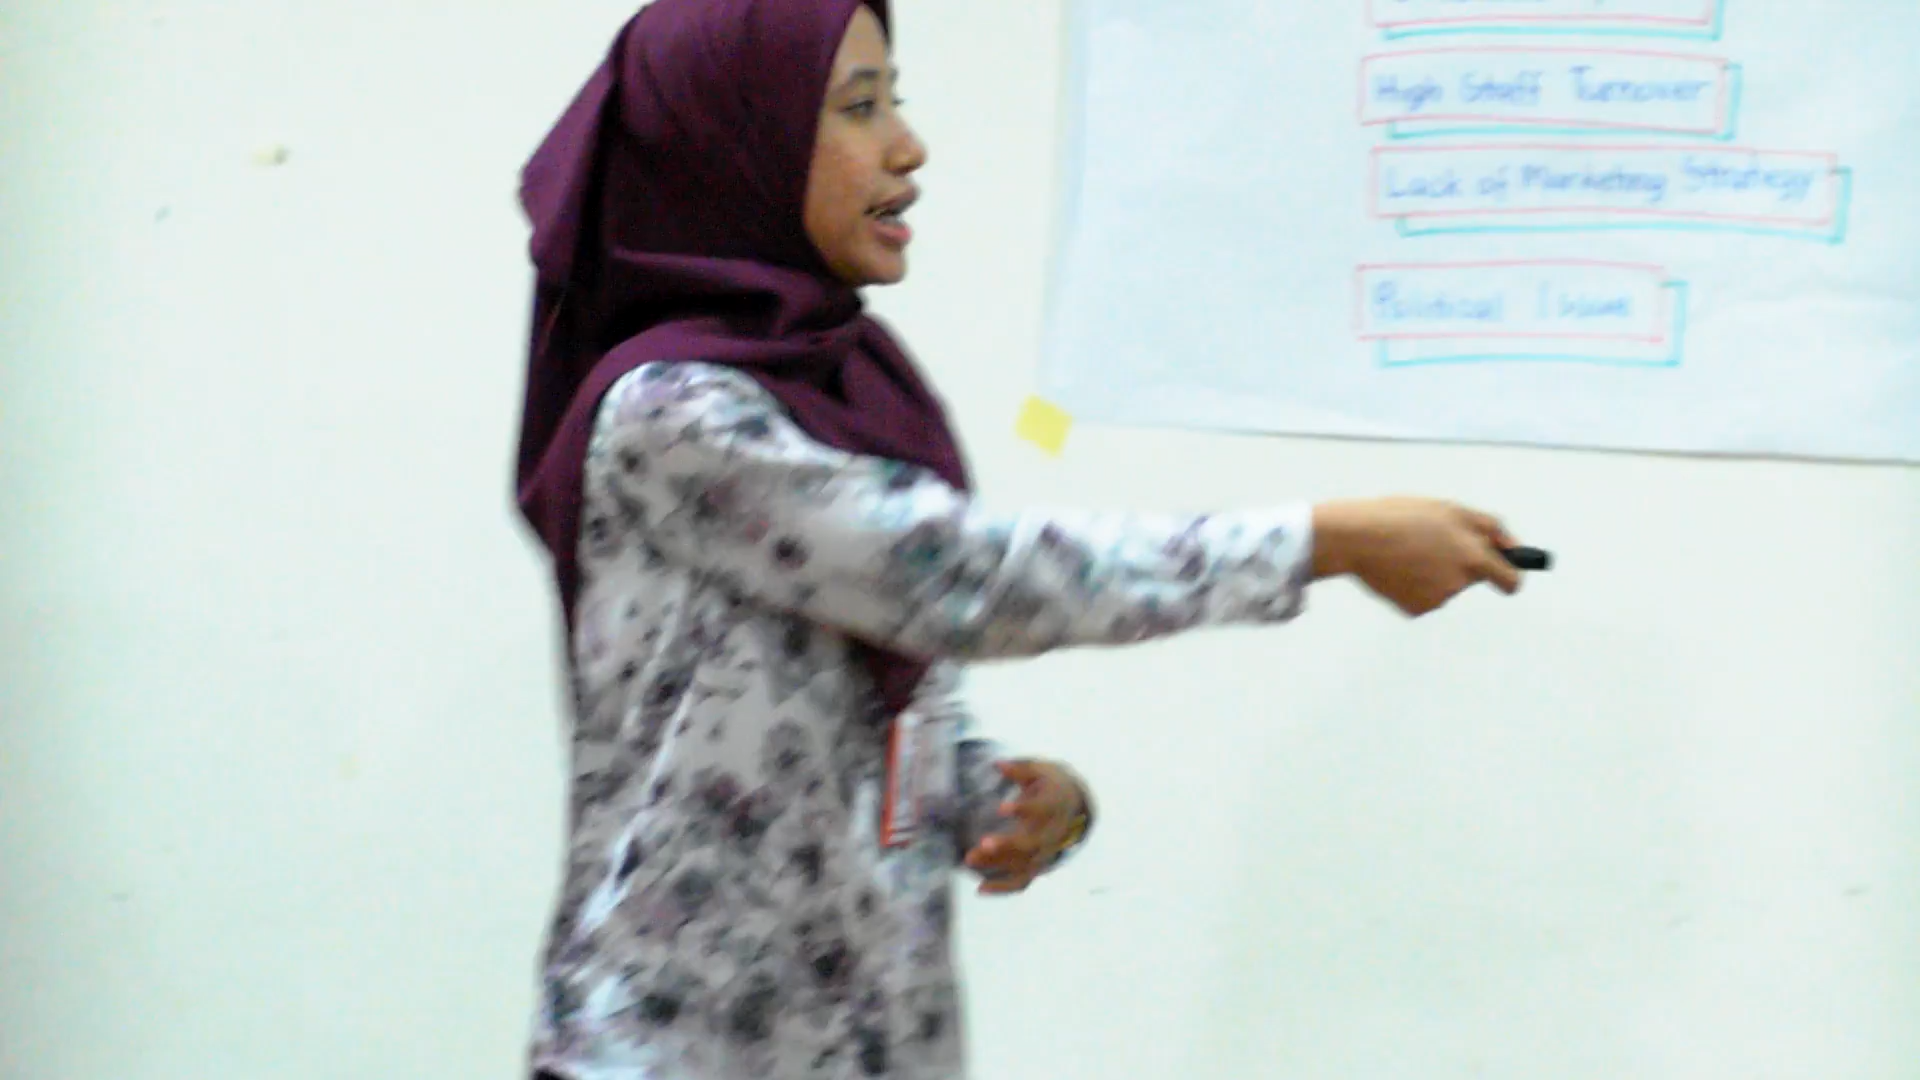 High Staff Turnover
Lack of Marketing Strategy
Political Issue